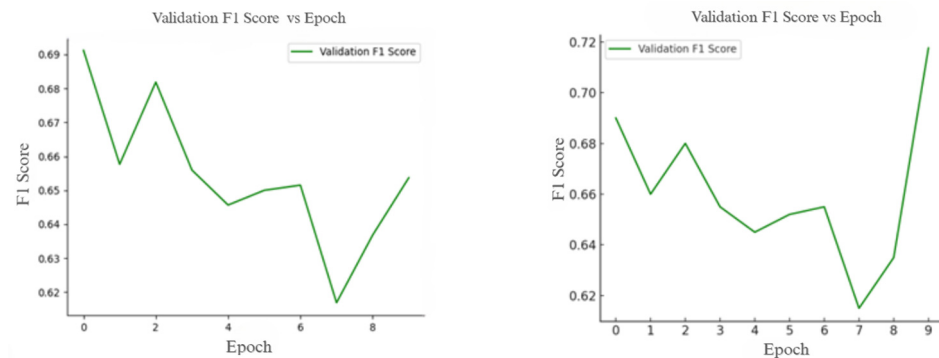 Validation F1 Score vs Epoch
Validation F1 Score
0.69
0.68
0.67
0.66
0.65
0.64
0.63
0.62
F1 Score
0 2 4 6 8
Epoch
Validation F1 Score vs Epoch
Validation F1 Score
0.72
0.70
0.68
0.66
0.64
0.62
F1 Score
0 1 2 3 4 5 6 7 8 9
Epoch